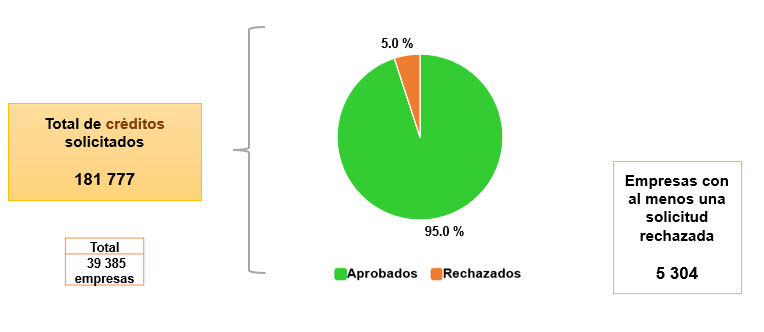 Total de créditos
solicitados
181 777
Total
39 385
empresas
5.0 %
95.0 %
Aprobados
Rechazados
Empresas con
al menos una
solicitud
rechazada
5 304